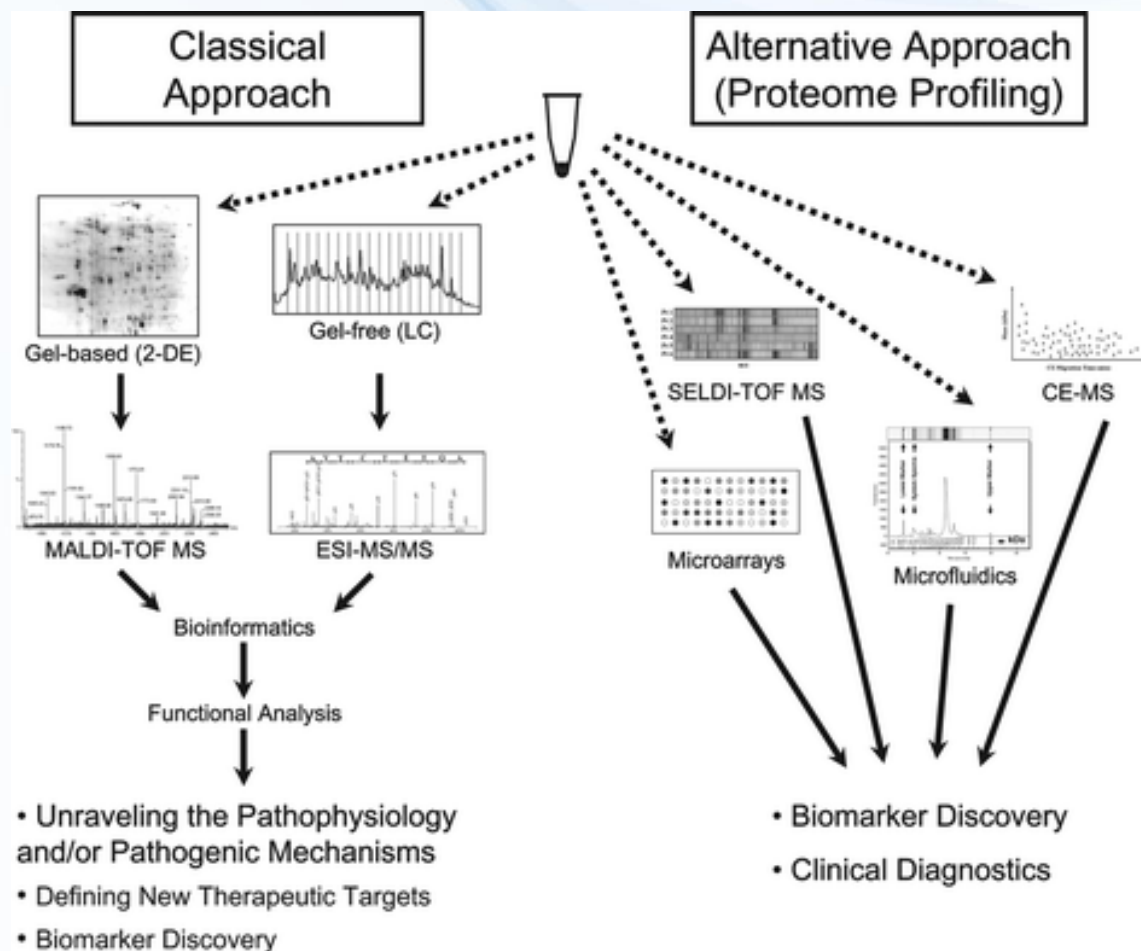 Classical
Approach
Alternative Approach
(Proteome Profiling)
Gel-based (2-DE)
Gel-free (LC)
SELDI-TOF MS
CE-MS
MALDI-TOF MS
ESI-MS/MS
Microarrays
Microfluidics
Bioinformatics
Functional Analysis
• Unraveling the Pathophysiology
and/or Pathogenic Mechanisms
• Defining New Therapeutic Targets
• Biomarker Discovery
• Biomarker Discovery
• Clinical Diagnostics